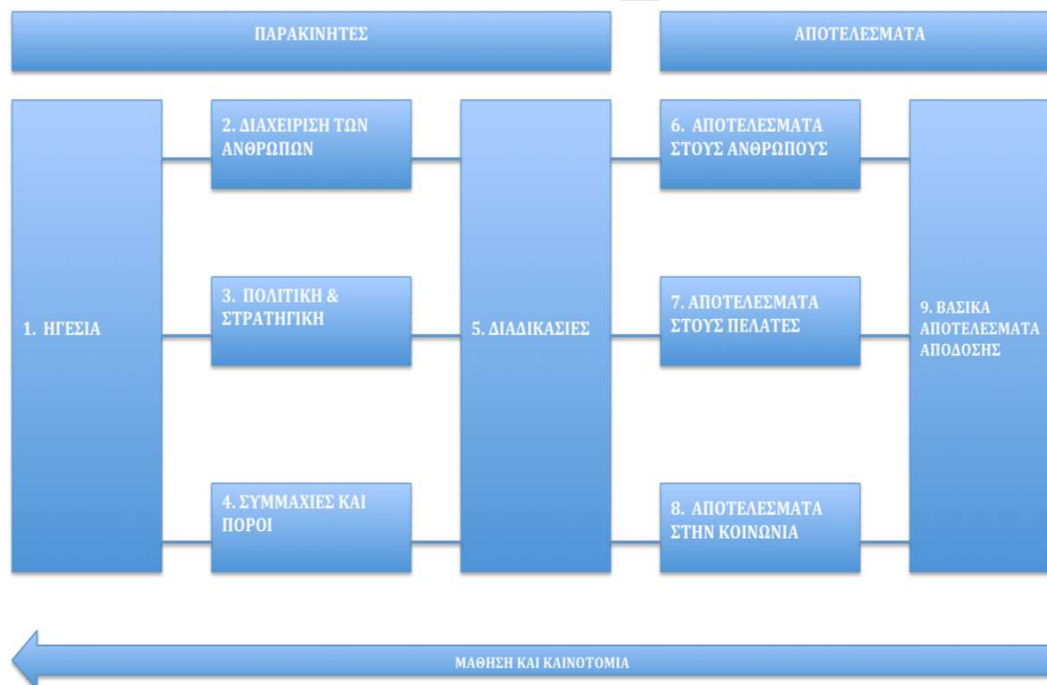 ΠΑΡΑΚΙΝΗΤΕΣ
ΑΠΟΤΕΛΕΣΜΑΤΑ
1. ΗΓΕΣΙΑ
2. ΔΙΑΧΕΙΡΙΣΗ ΤΩΝ
ΑΝΘΡΩΠΩΝ
3. ΠΟΛΙΤΙΚΗ &
ΣΤΡΑΤΗΓΙΚΗ
4. ΣΥΜΜΑΧΙΕΣ ΚΑΙ
ΠΟΡΟΙ
5. ΔΙΑΔΙΚΑΣΙΕΣ
6. ΑΠΟΤΕΛΕΣΜΑΤΑ
ΣΤΟΥΣ ΑΝΘΡΩΠΟΥΣ
7. ΑΠΟΤΕΛΕΣΜΑΤΑ
ΣΤΟΥΣ ΠΕΛΑΤΕΣ
8. ΑΠΟΤΕΛΕΣΜΑΤΑ
ΣΤΗΝ ΚΟΙΝΩΝΙΑ
9. ΒΑΣΙΚΑ
ΑΠΟΤΕΛΕΣΜΑΤΑ
ΑΠΟΔΟΣΗΣ
ΜΑΘΗΣΗ ΚΑΙ ΚΑΙΝΟΤΟΜΙΑ